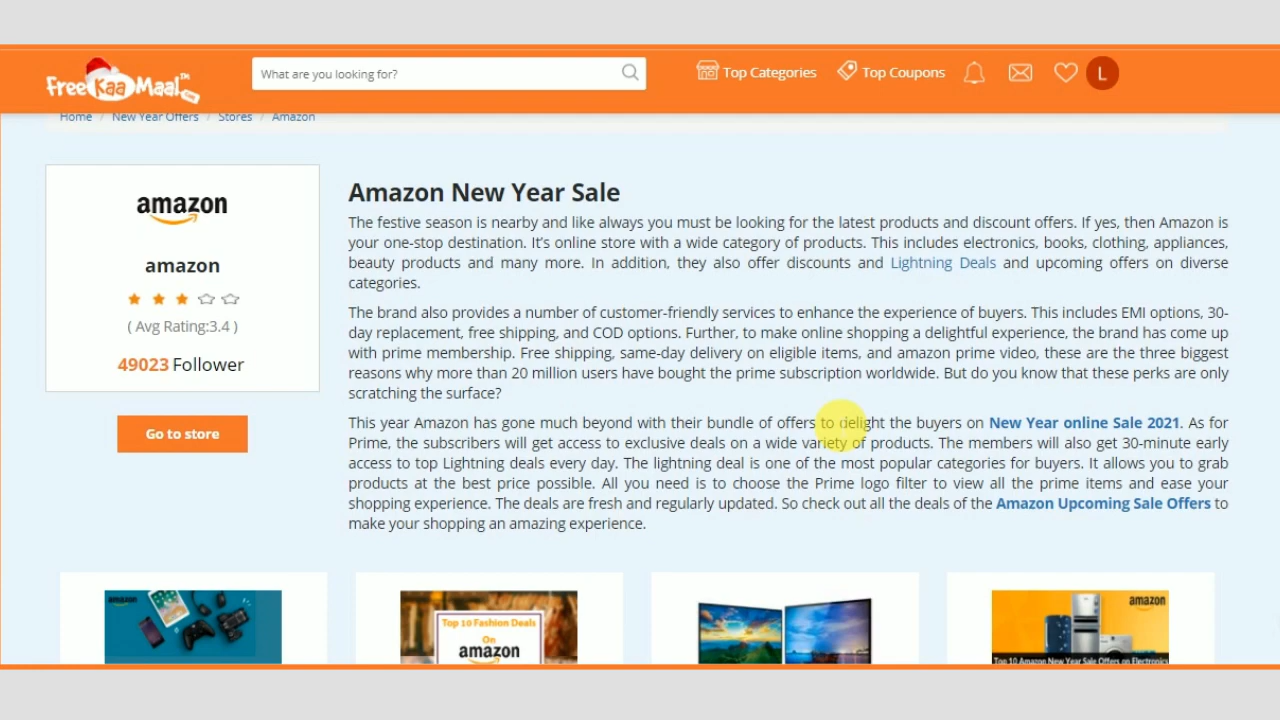 Free Kaa Maal™
.com
What are you looking for?
Top Categories
Top Coupons
L
Home / New Year Offers / Stores / Amazon
amazon
amazon
( Avg Rating:3.4 )
49023 Follower
Go to store
Amazon New Year Sale
The festive season is nearby and like always you must be looking for the latest products and discount offers. If yes, then Amazon is
your one-stop destination. It's online store with a wide category of products. This includes electronics, books, clothing, appliances,
beauty products and many more. In addition, they also offer discounts and Lightning Deals and upcoming offers on diverse
categories.
The brand also provides a number of customer-friendly services to enhance the experience of buyers. This includes EMI options, 30-
day replacement, free shipping, and COD options. Further, to make online shopping a delightful experience, the brand has come up
with prime membership. Free shipping, same-day delivery on eligible items, and amazon prime video, these are the three biggest
reasons why more than 20 million users have bought the prime subscription worldwide. But do you know that these perks are only
scratching the surface?
This year Amazon has gone much beyond with their bundle of offers to delight the buyers on New Year online Sale 2021. As for
Prime, the subscribers will get access to exclusive deals on a wide variety of products. The members will also get 30-minute early
access to top Lightning deals every day. The lightning deal is one of the most popular categories for buyers. It allows you to grab
products at the best price possible. All you need is to choose the Prime logo filter to view all the prime items and ease your
shopping experience. The deals are fresh and regularly updated. So check out all the deals of the Amazon Upcoming Sale Offers to
make your shopping an amazing experience.
amazon
Top 10 Fashion Deals
On
amazon
amazon
Top 10 Amazon New Year Sale Offers on Electronics